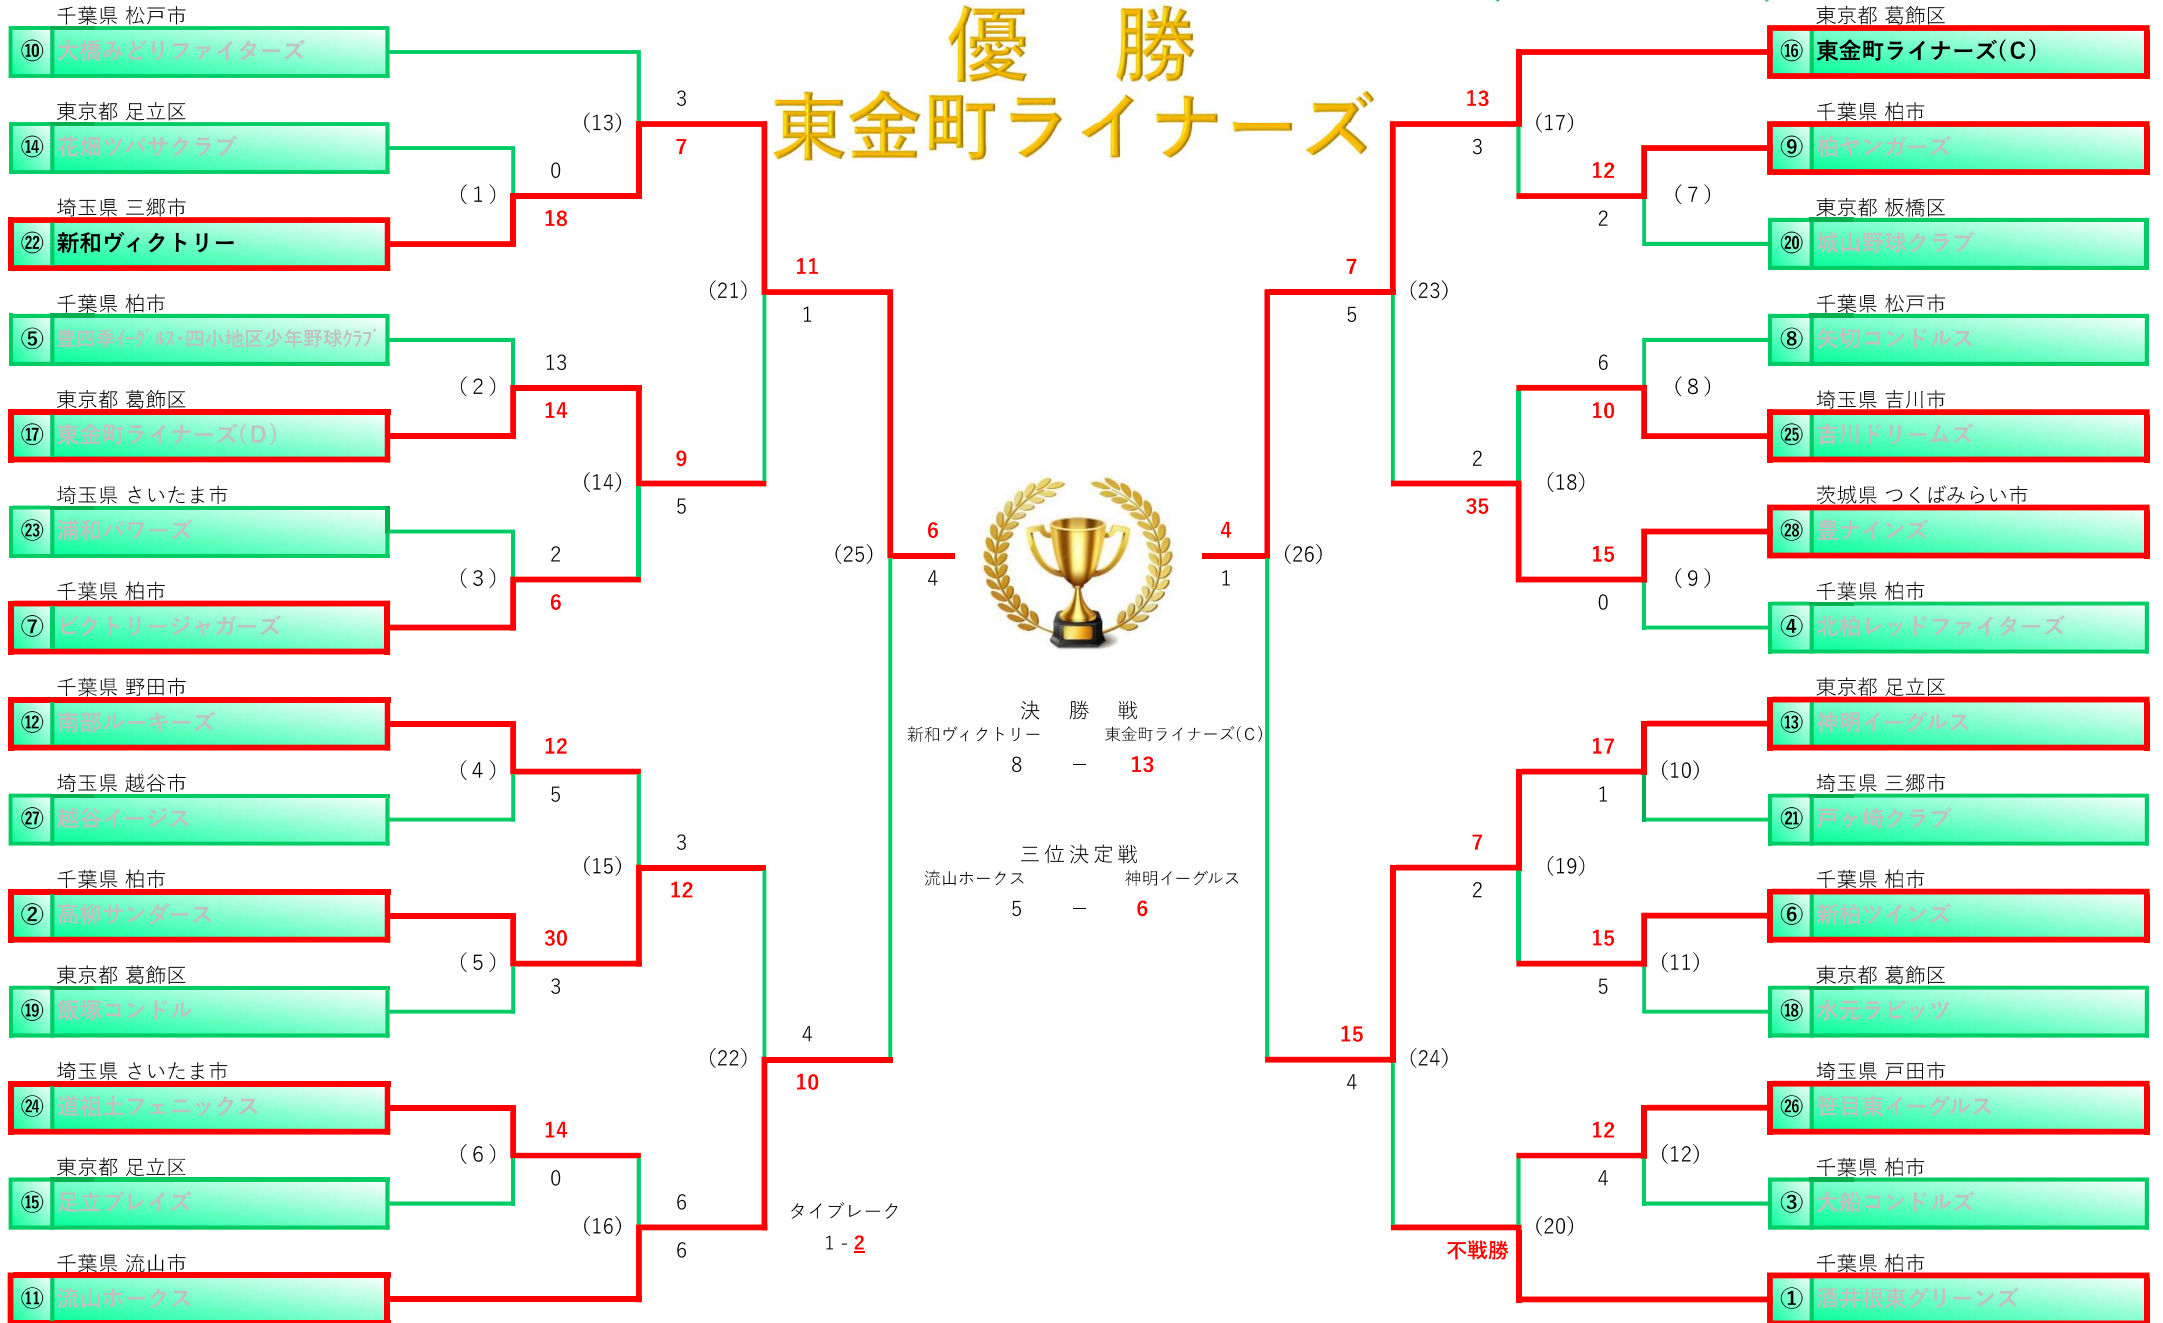 優　勝
東金町ライナーズ
千葉県 松戸市
⑩ 大橋みどりファイターズ
東京都 足立区
⑭ 花畑ツバサクラブ
埼玉県 三郷市
㉒ 新和ヴィクトリー
千葉県 柏市
⑤ 豊四季ｲｰｸﾞﾙｽ・四小地区少年野球ｸﾗﾌﾞ
東京都 葛飾区
⑰ 東金町ライナーズ(D)
埼玉県 さいたま市
㉓ 浦和パワーズ
千葉県 柏市
⑦ ビクトリージャガーズ
千葉県 野田市
⑫ 南部ルーキーズ
埼玉県 越谷市
㉗ 越谷イージス
千葉県 柏市
② 高柳サンダース
東京都 葛飾区
⑲ 飯塚コンドル
埼玉県 さいたま市
㉔ 道祖土フェニックス
東京都 足立区
⑮ 足立ブレイズ
千葉県 流山市
⑪ 流山ホークス
(1)
0
18
(2)
13
14
(3)
2
6
(4)
12
5
(5)
30
3
(6)
14
0
(13)
3
7
(14)
9
5
(15)
3
12
(16)
6
6
タイブレーク
1 - 2
(21)
11
1
(22)
4
10
(25)
6
4
決　勝　戦
新和ヴィクトリー　東金町ライナーズ(C)
8　－　13
三位決定戦
流山ホークス　神明イーグルス
5　－　6
4
1
(26)
7
5
(23)
15
4
(24)
13
3
(17)
2
35
(18)
7
2
(19)
不戦勝
(20)
12
2
(7)
6
10
(8)
15
0
(9)
17
1
(10)
15
5
(11)
12
4
(12)
東京都 葛飾区
⑯ 東金町ライナーズ(C)
千葉県 柏市
⑨ 柏ヤンガーズ
東京都 板橋区
⑳ 城山野球クラブ
千葉県 松戸市
⑧ 矢切コンドルス
埼玉県 吉川市
㉕ 吉川ドリームズ
茨城県 つくばみらい市
㉘ 豊ナインズ
千葉県 柏市
④ 北柏レッドファイターズ
東京都 足立区
⑬ 神明イーグルス
埼玉県 三郷市
㉑ 戸ヶ崎クラブ
千葉県 柏市
⑥ 新柏ツインズ
東京都 葛飾区
⑱ 水元ラビッツ
埼玉県 戸田市
㉖ 笹目東イーグルス
千葉県 柏市
③ 大船コンドルズ
千葉県 柏市
① 酒井根東グリーンズ